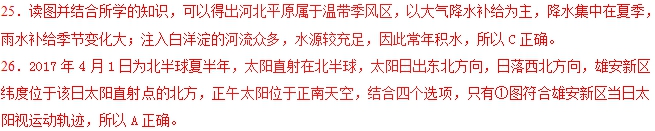 25．读图并结合所学的知识，可以得出河北平原属于温带季风区，以大气降水补给为主，降水集中在夏季，
雨水补给季节变化大；注入白洋淀的河流众多，水源较充足，因此常年积水，所以 C 正确。
26．2017 年 4 月 1 日为北半球夏半年，太阳直射在北半球，太阳日出东北方向，日落西北方向，雄安新区
纬度位于该日太阳直射点的北方，正午太阳位于正南天空，结合四个选项，只有①图符合雄安新区当日太
阳视运动轨迹，所以 A 正确。